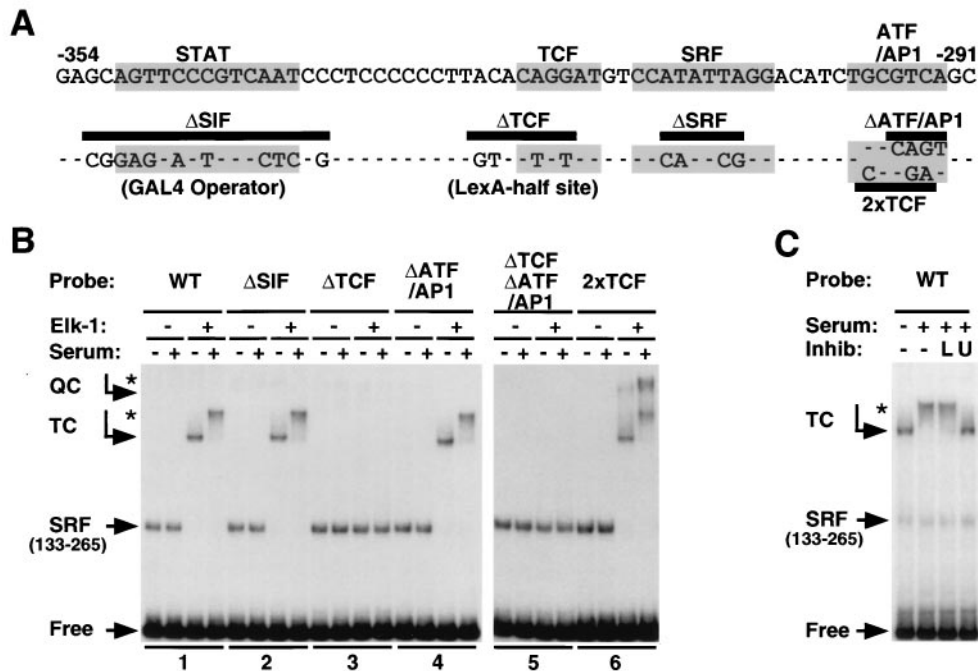 A
-354 STAT TCF SRF ATF /AP1 -291
GAGCAGTTCCCGTCAATCCCTCCCCCCTTACACAGGATGTCCATATTAGGACATCTGCGTCAGC
ΔSIF ΔTCF ΔSRF ΔATF/AP1
- - CGGAG - A - T - - - CTC - G - - - - - - - - - - GT - - T - T - - - - - - CA - - CG - - - - - - - - - - CAGT
C - - GA -
(GAL4 Operator) (LexA-half site) 2xTCF
B
Probe: WT ΔSIF ΔTCF ΔATF /AP1 ΔTCF ΔATF /AP1 2xTCF
Elk-1: - + - + - + - + - + - +
Serum: - + - + - + - + - + - + - + - + - + - + - + - +
QC *
TC *
SRF
(133-265)
Free
1 2 3 4 5 6
C
Probe: WT
Serum: - + + +
Inhib: - - L U
TC *
SRF
(133-265)
Free